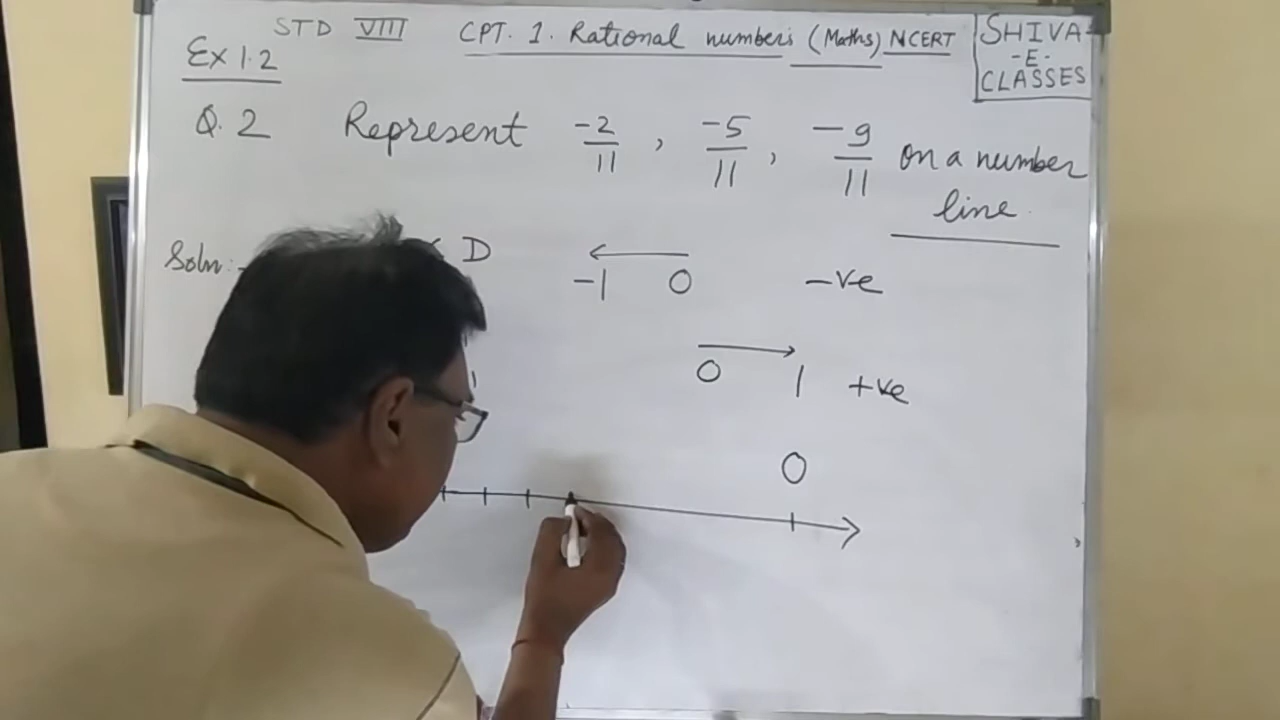 STD VIII CPT. 1. Rational numbers (Maths) NCERT
SHIVA
-E-
CLASSES
Ex 1.2
Q. 2 Represent -2/11 , -5/11 , -9/11 on a number
line.
Soln :- D
-1 0 -ve
0 1 +ve
0